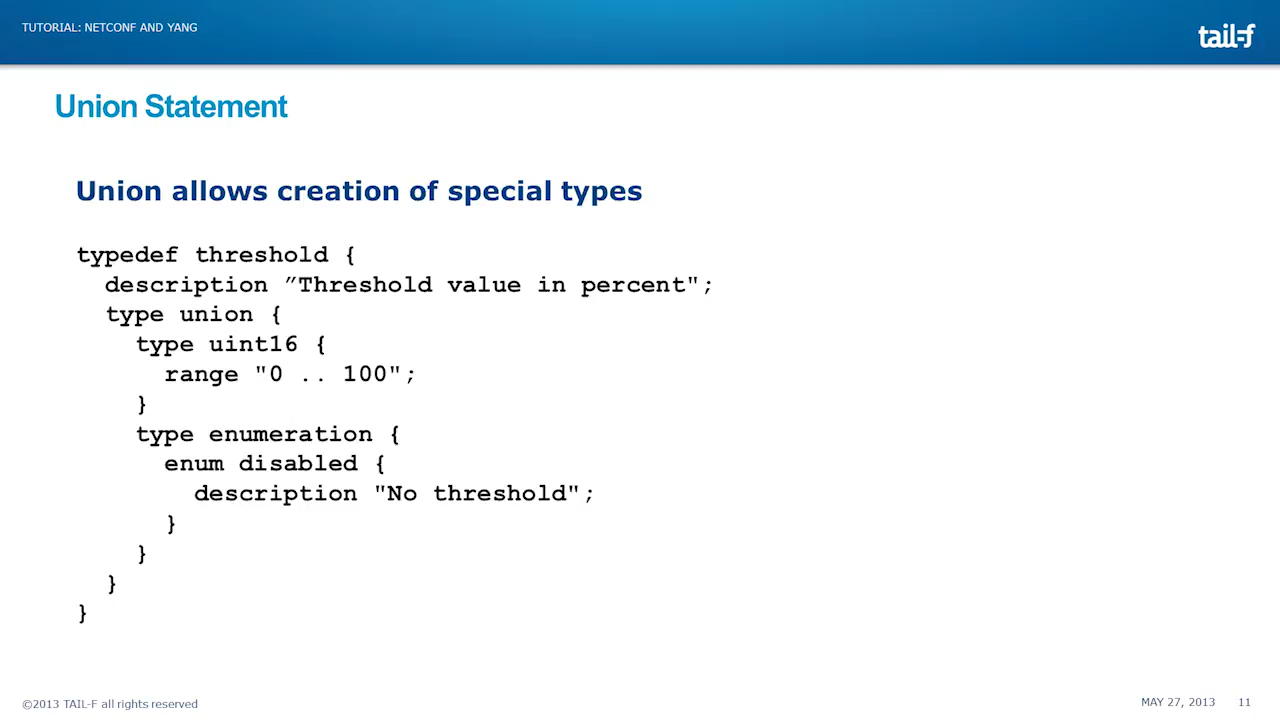 TUTORIAL: NETCONF AND YANG
tail-f
Union Statement
Union allows creation of special types
typedef threshold {
  description ”Threshold value in percent";
  type union {
    type uint16 {
      range "0 .. 100";
    }
    type enumeration {
      enum disabled {
        description "No threshold";
      }
    }
  }
}
©2013 TAIL-F all rights reserved
MAY 27, 2013 11